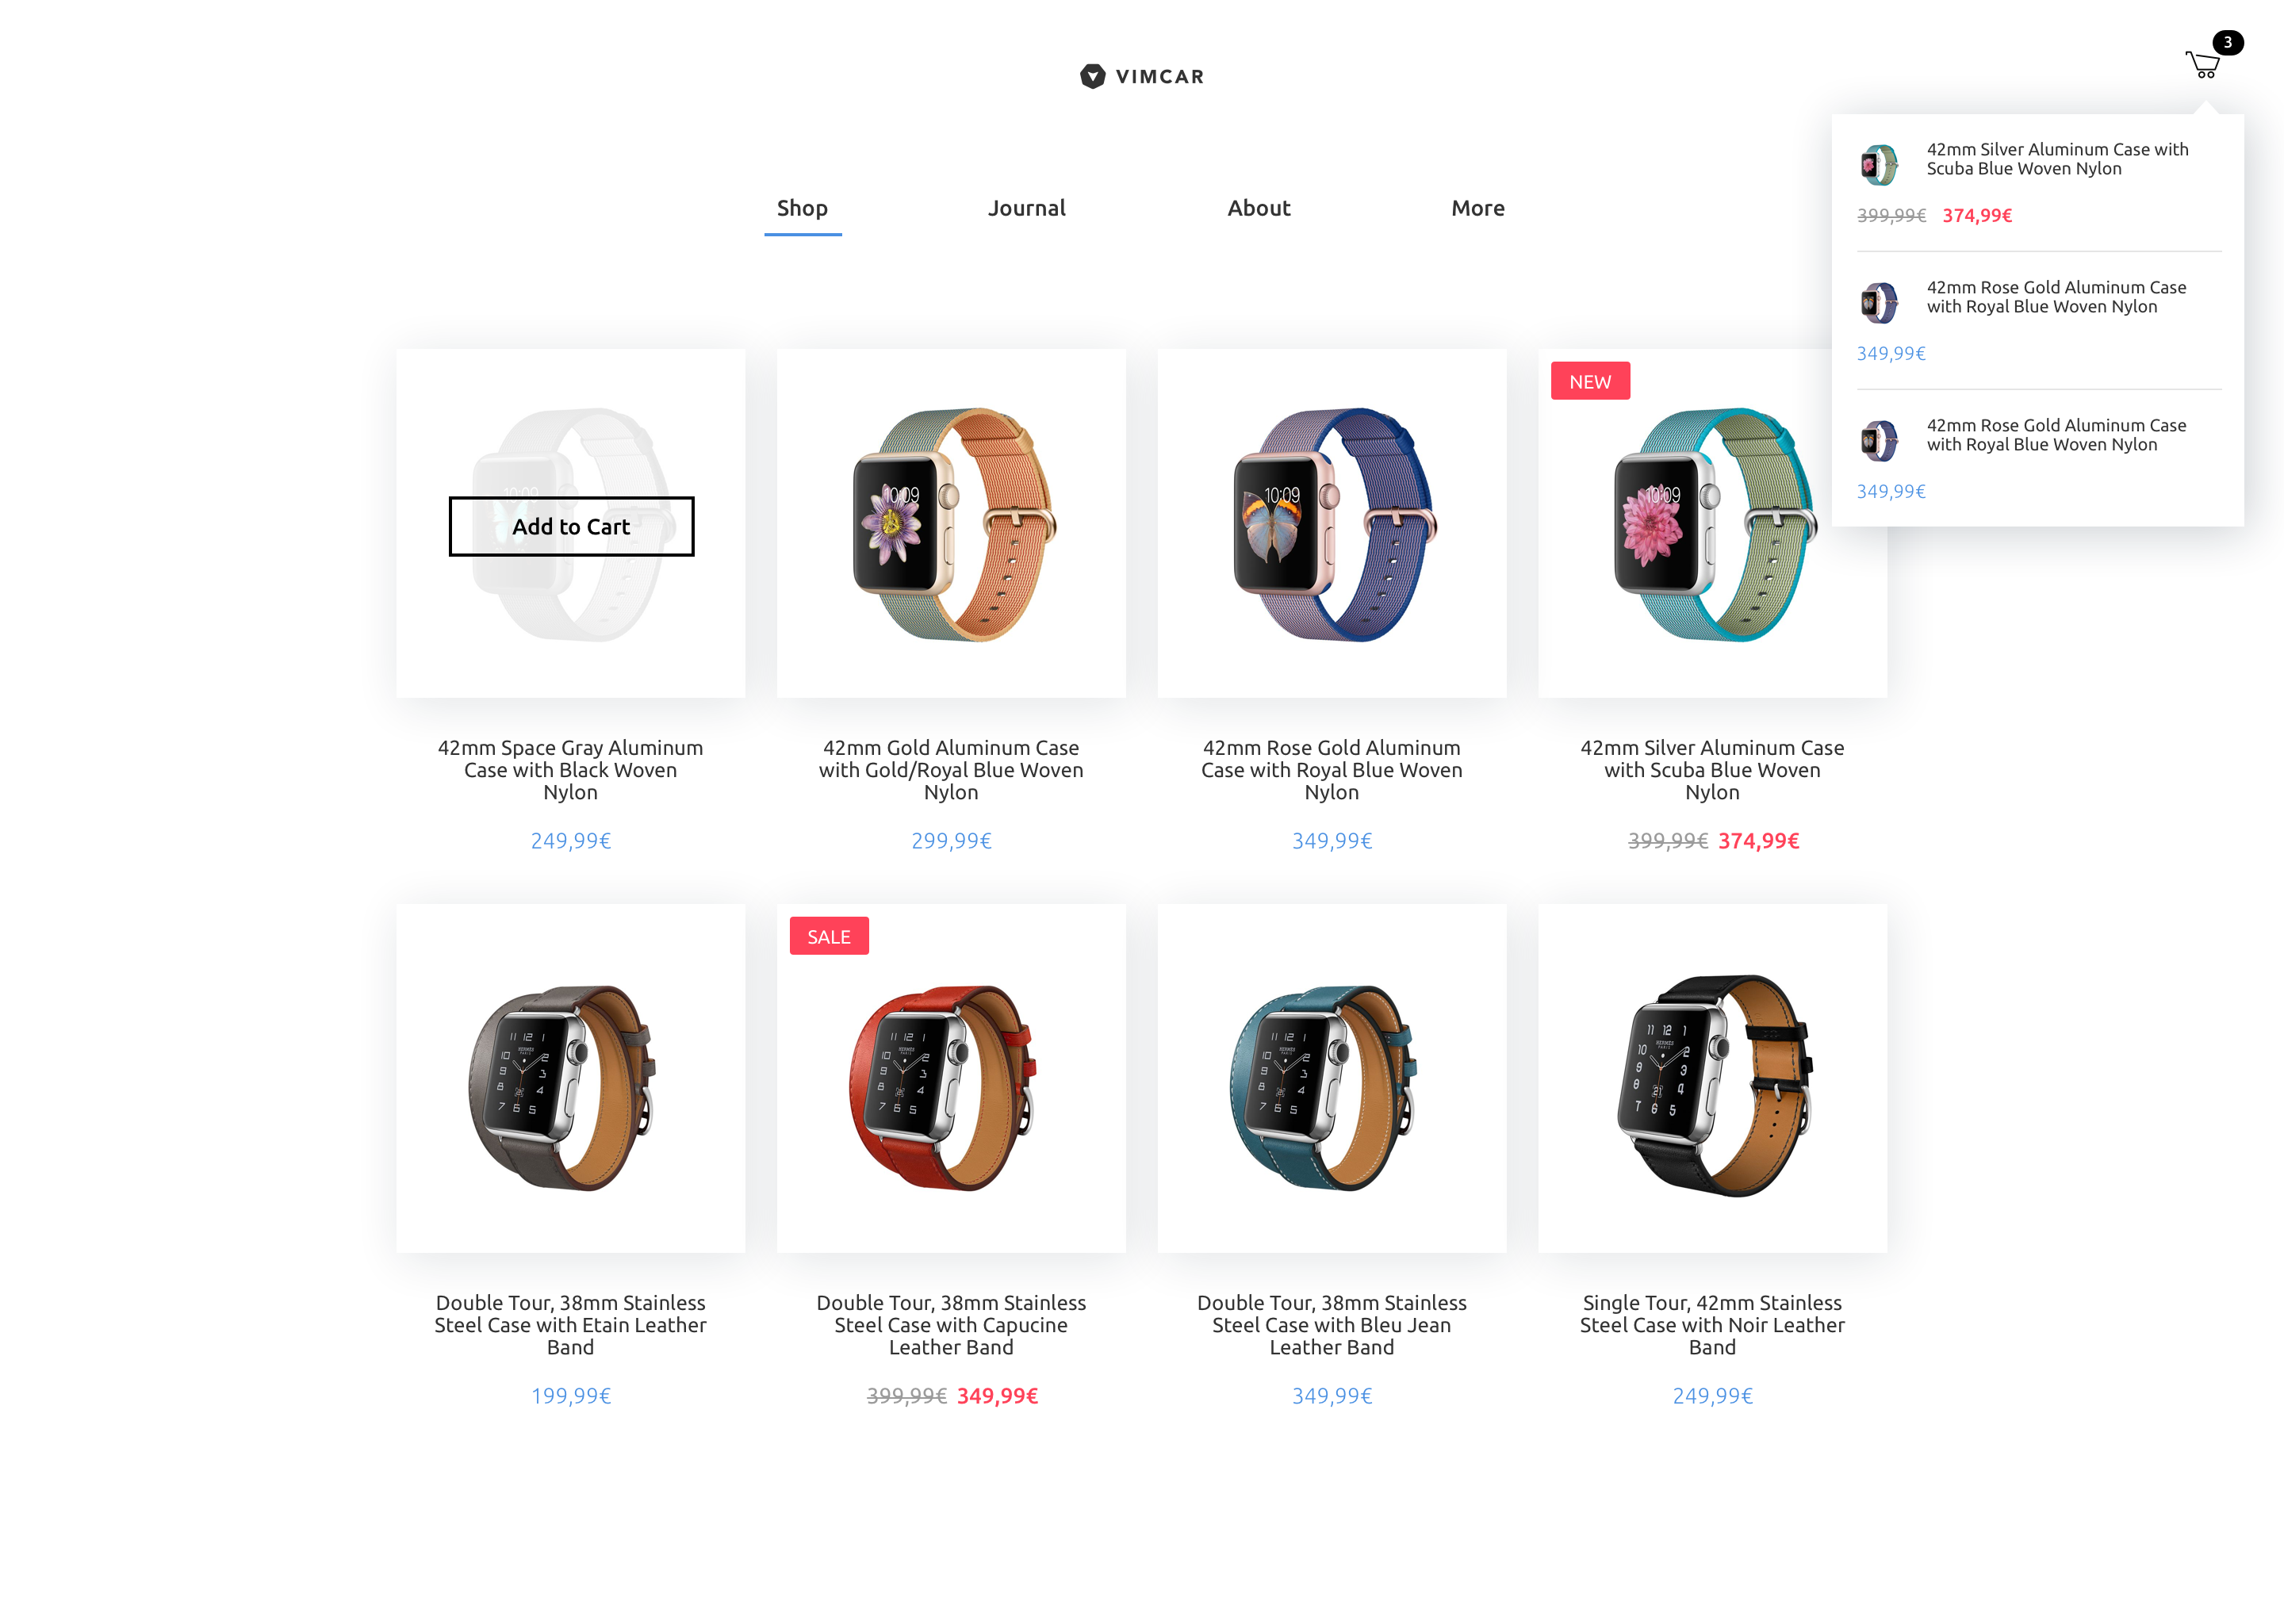 3
VIMCAR
Shop
Journal
About
More
42mm Silver Aluminum Case with
Scuba Blue Woven Nylon
399,99€ 374,99€
42mm Rose Gold Aluminum Case
with Royal Blue Woven Nylon
349,99€
42mm Rose Gold Aluminum Case
with Royal Blue Woven Nylon
349,99€
10:09
Add to Cart
10:09
10:09
NEW
10:09
42mm Space Gray Aluminum
Case with Black Woven
Nylon
249,99€
42mm Gold Aluminum Case
with Gold/Royal Blue Woven
Nylon
299,99€
42mm Rose Gold Aluminum
Case with Royal Blue Woven
Nylon
349,99€
42mm Silver Aluminum Case
with Scuba Blue Woven
Nylon
399,99€ 374,99€
SALE
Double Tour, 38mm Stainless
Steel Case with Etain Leather
Band
199,99€
Double Tour, 38mm Stainless
Steel Case with Capucine
Leather Band
399,99€ 349,99€
Double Tour, 38mm Stainless
Steel Case with Bleu Jean
Leather Band
349,99€
Single Tour, 42mm Stainless
Steel Case with Noir Leather
Band
249,99€